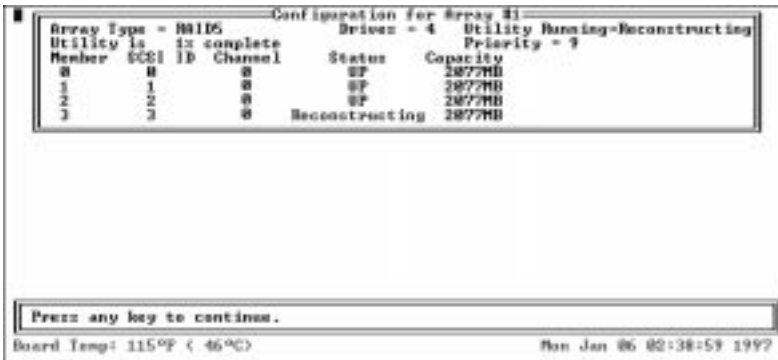 Configuration for Array #1
Array Type = RAID5 Drives = 4 Utility Running=Reconstructing
Utility is 1% complete Priority = 9
Member SCSI ID Channel Status Capacity
0 0 0 UP 2077MB
1 1 0 UP 2077MB
2 2 0 UP 2077MB
3 3 0 Reconstructing 2077MB
Press any key to continue.
Board Temp: 115ºF ( 46ºC) Mon Jan 06 02:38:59 1997